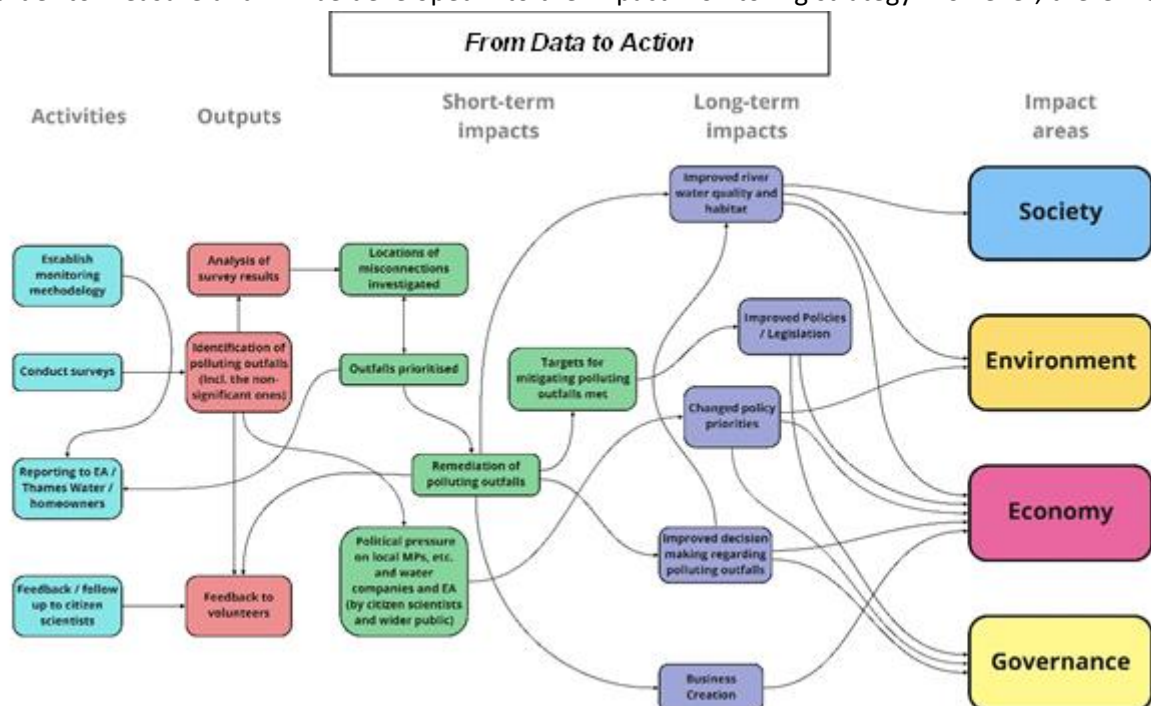 From Data to Action
Activities
Outputs
Short-term
impacts
Long-term
impacts
Impact
areas
Establish
monitoring
methodology
Conduct surveys
Reporting to EA /
Thames Water /
homeowners
Feedback / follow
up to citizen
scientists
Analysis of
survey results
Identification of
polluting outfalls
(incl. the non-
significant ones)
Feedback to
volunteers
Locations of
misconnections
investigated
Outfalls prioritised
Remediation of
polluting outfalls
Political pressure
on local MPs, etc.
and water
companies and EA
(by citizen scientists
and wider public)
Targets for
mitigating polluting
outfalls met
Improved river
water quality and
habitat
Improved Policies
/ Legislation
Changed policy
priorities
Improved decision
making regarding
polluting outfalls
Business
Creation
Society
Environment
Economy
Governance